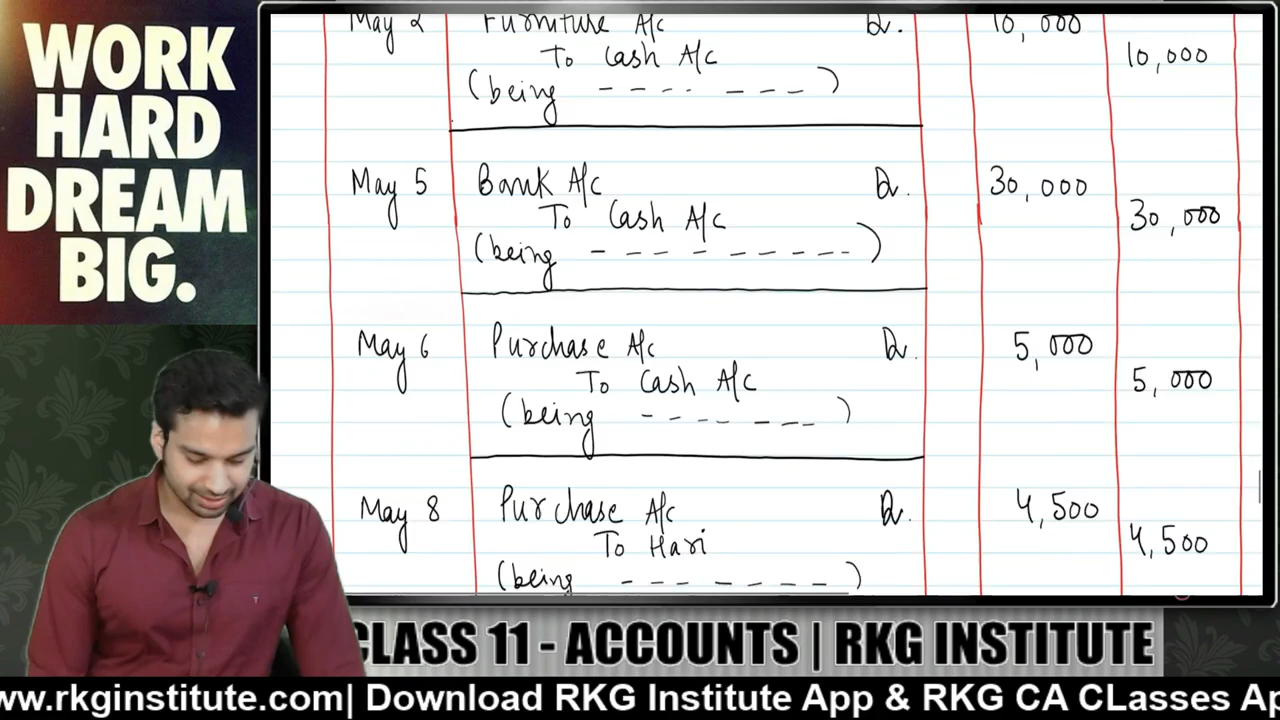 WORK
HARD
DREAM
BIG.
May 2 Furniture A/c Dr. 10,000
To Cash A/c 10,000
(being - - - - - - - )
May 5 Bank A/c Dr. 30,000
To Cash A/c 30,000
(being - - - - - - - - - - )
May 6 Purchase A/c Dr. 5,000
To Cash A/c 5,000
(being - - - - - - )
May 8 Purchase A/c Dr. 4,500
To Hari 4,500
(being - - - - - - - )
CLASS 11 - ACCOUNTS | RKG INSTITUTE
www.rkginstitute.com| Download RKG Institute App & RKG CA CLasses Ap